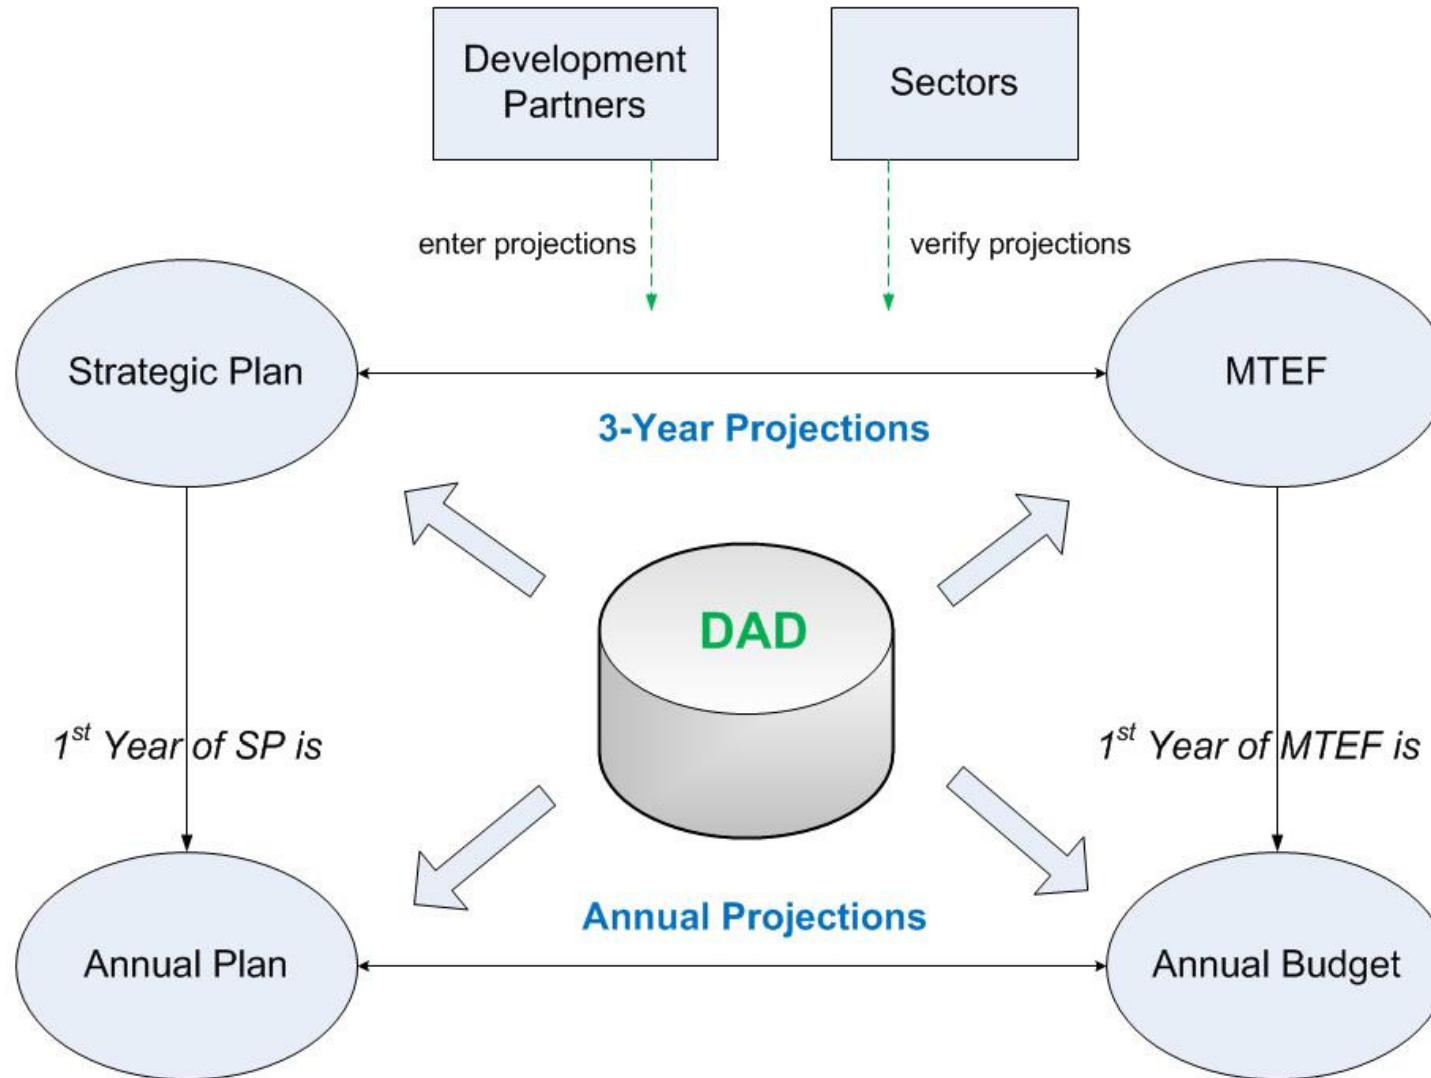 Development
Partners
Sectors
enter projections
verify projections
Strategic Plan
MTEF
3-Year Projections
DAD
1st Year of SP is
1st Year of MTEF is
Annual Projections
Annual Plan
Annual Budget